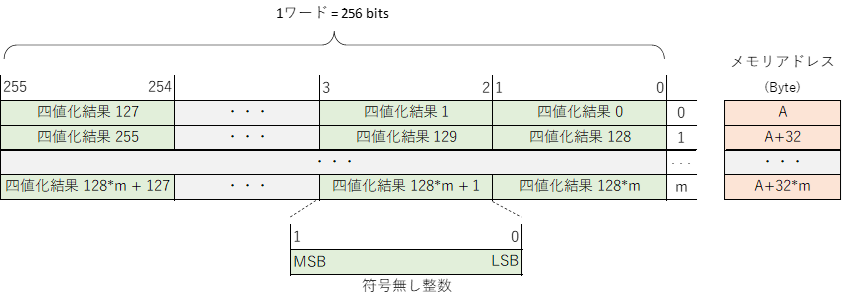 1ワード = 256 bits
メモリアドレス
(Byte)
255 254 3 2 1 0
四値化結果 127 ・・・ 四値化結果 1 四値化結果 0 0 A
四値化結果 255 ・・・ 四値化結果 129 四値化結果 128 1 A+32
・・・ ・・・ ・・・
四値化結果 128*m + 127 ・・・ 四値化結果 128*m + 1 四値化結果 128*m m A+32*m
1 0
MSB LSB
符号無し整数